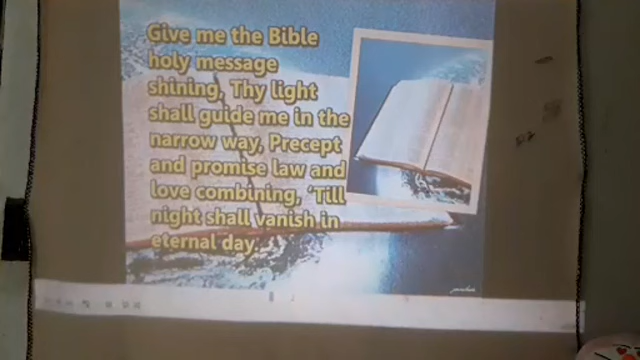 Give me the Bible
holy message
shining, Thy light
shall guide me in the
narrow way, Precept
and promise law and
love combining, 'Till
night shall vanish in
eternal day.